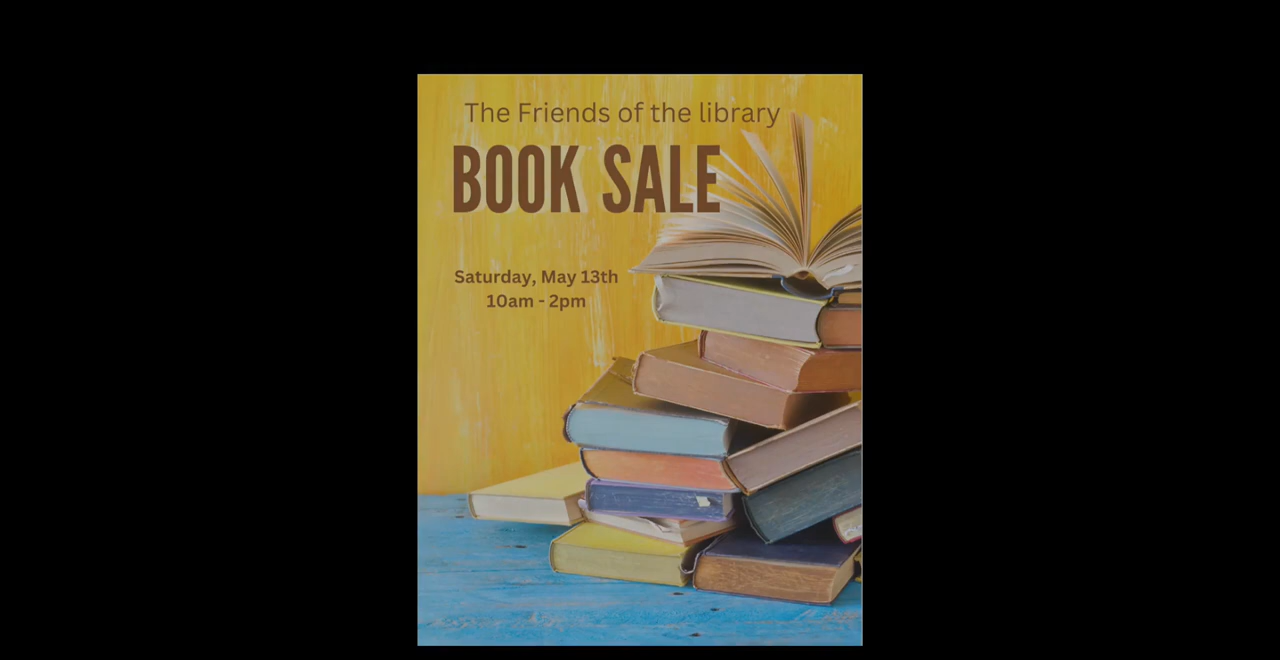 The Friends of the library
BOOK SALE
Saturday, May 13th
10am - 2pm